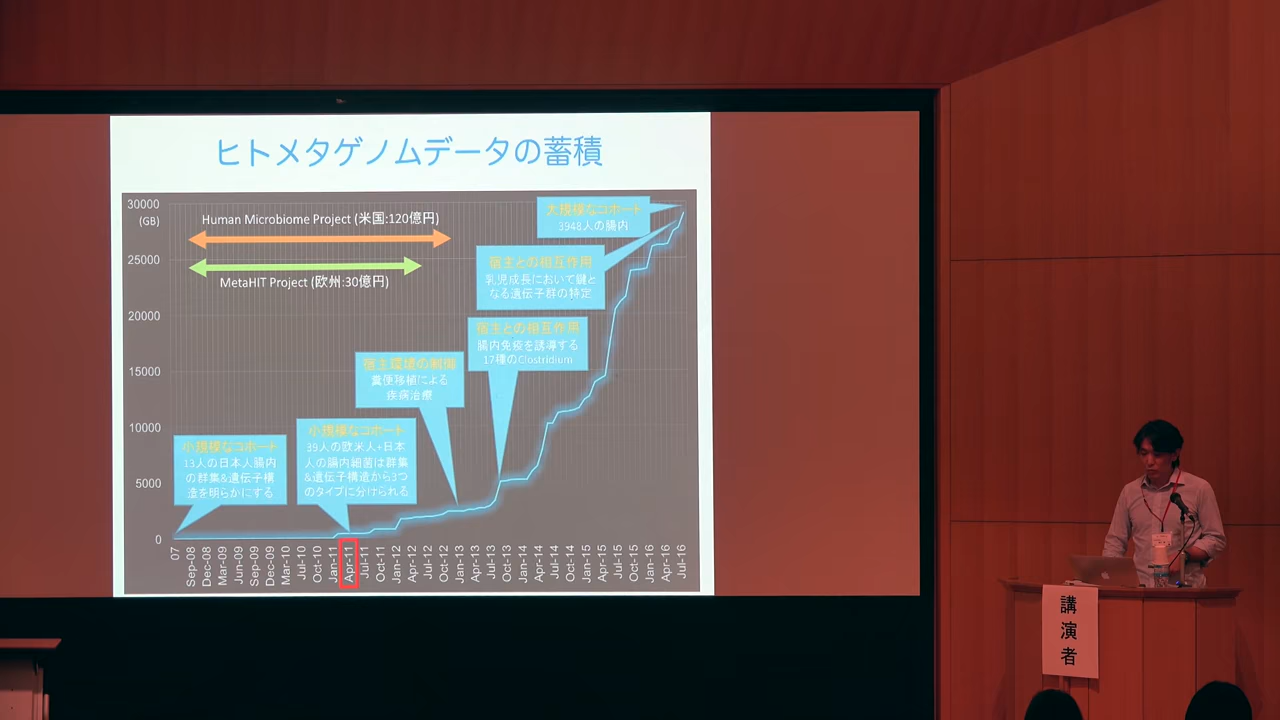 ヒトメタゲノムデータの蓄積
30000
(GB)
25000
20000
15000
10000
5000
0
Human Microbiome Project (米国:120億円)
MetaHIT Project (欧州:30億円)
大規模なコホート
3948人の腸内
宿主との相互作用
乳児成長において鍵と
なる遺伝子群の特定
宿主との相互作用
腸内免疫を誘導する
17種のClostridium
宿主環境の制御
糞便移植による
疾病治療
小規模なコホート
39人の欧米人+日本
人の腸内細菌は群集
&遺伝子構造から3つ
のタイプに分けられる
小規模なコホート
13人の日本人腸内
の群集&遺伝子構
造を明らかにする
07
Sep-08
Dec-08
Mar-09
Jun-09
Sep-09
Dec-09
Mar-10
Jul-10
Oct-10
Jan-11
Apr-11
Jul-11
Oct-11
Jan-12
Apr-12
Jul-12
Oct-12
Jan-13
Apr-13
Jul-13
Oct-13
Jan-14
Apr-14
Jul-14
Oct-14
Jan-15
Apr-15
Jul-15
Oct-15
Jan-16
Apr-16
Jul-16
講演者